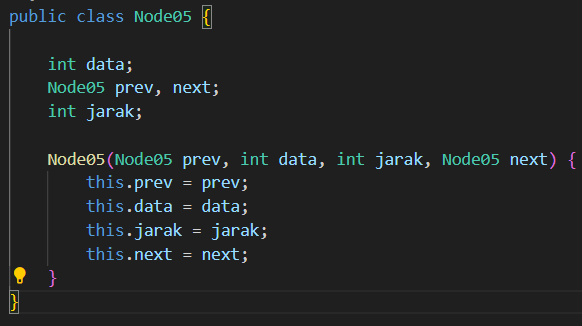 public class Node05 {
int data;
Node05 prev, next;
int jarak;
Node05(Node05 prev, int data, int jarak, Node05 next) {
this.prev = prev;
this.data = data;
this.jarak = jarak;
this.next = next;
}
}